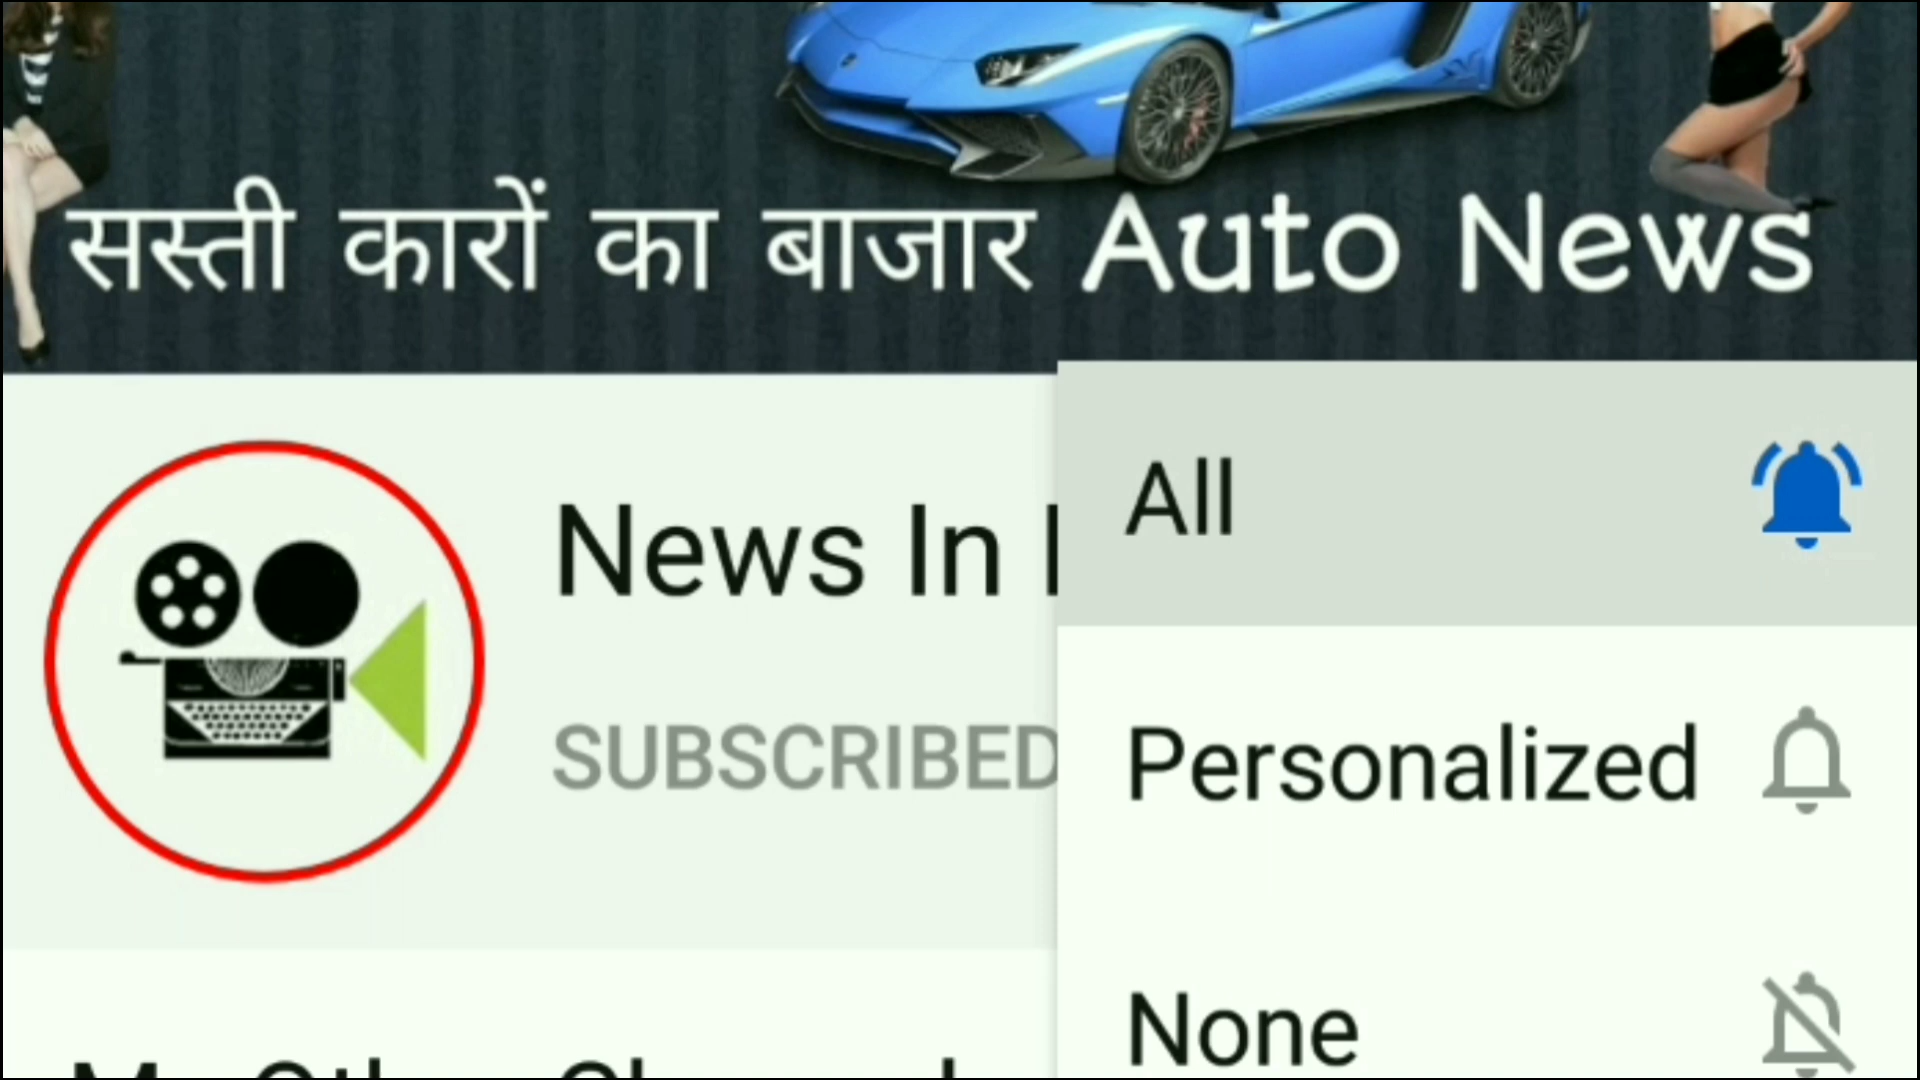 सस्ती कारों का बाजार Auto News
News In
SUBSCRIBED
All
Personalized
None